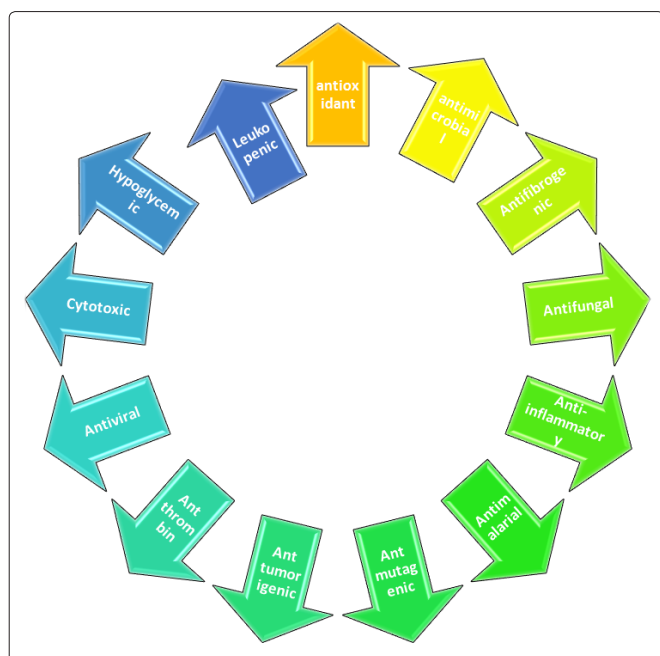 antiox
idant
antimi
crobia
l
Antifibroge
nic
Antifungal
Anti-
inflammator
y
Antim
alarial
Ant
mutag
enic
Ant
tumor
igenic
Ant
throm
bin
Antiviral
Cytotoxic
Hypoglycem
ic
Leuko
penic